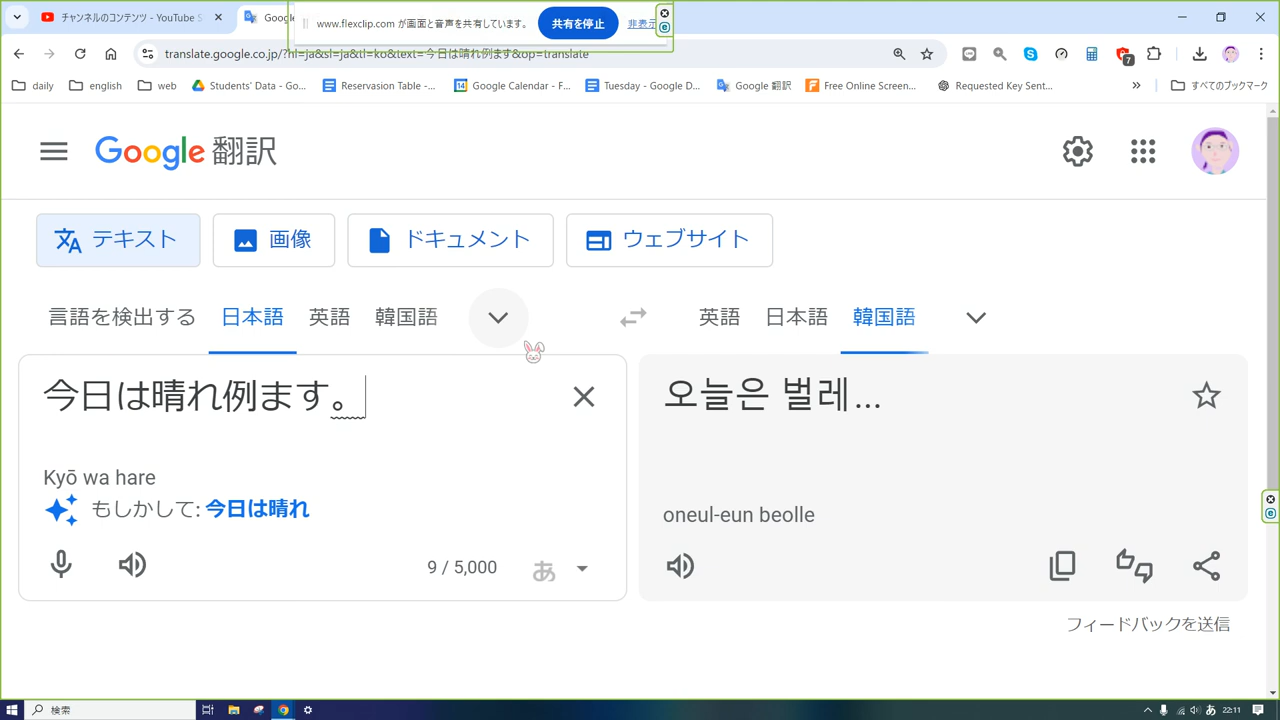 チャンネルのコンテンツ - YouTube S
Googl
www.flexclip.com が画面と音声を共有しています。
共有を停止
非表示
translate.google.co.jp/?hl=ja&sl=ja&tl=ko&text=今日は晴れ例ます&op=translate
7
daily
english
web
Students' Data - Go...
Reservasion Table -...
Google Calendar - F...
Tuesday - Google D...
Google 翻訳
Free Online Screen...
Requested Key Sent...
»
すべてのブックマーク
Google 翻訳
テキスト
画像
ドキュメント
ウェブサイト
言語を検出する
日本語
英語
韓国語
英語
日本語
韓国語
今日は晴れ例ます。
오늘은 벌레...
Kyō wa hare
もしかして: 今日は晴れ
oneul-eun beolle
9 / 5,000
あ
フィードバックを送信
検索
あ
22:11